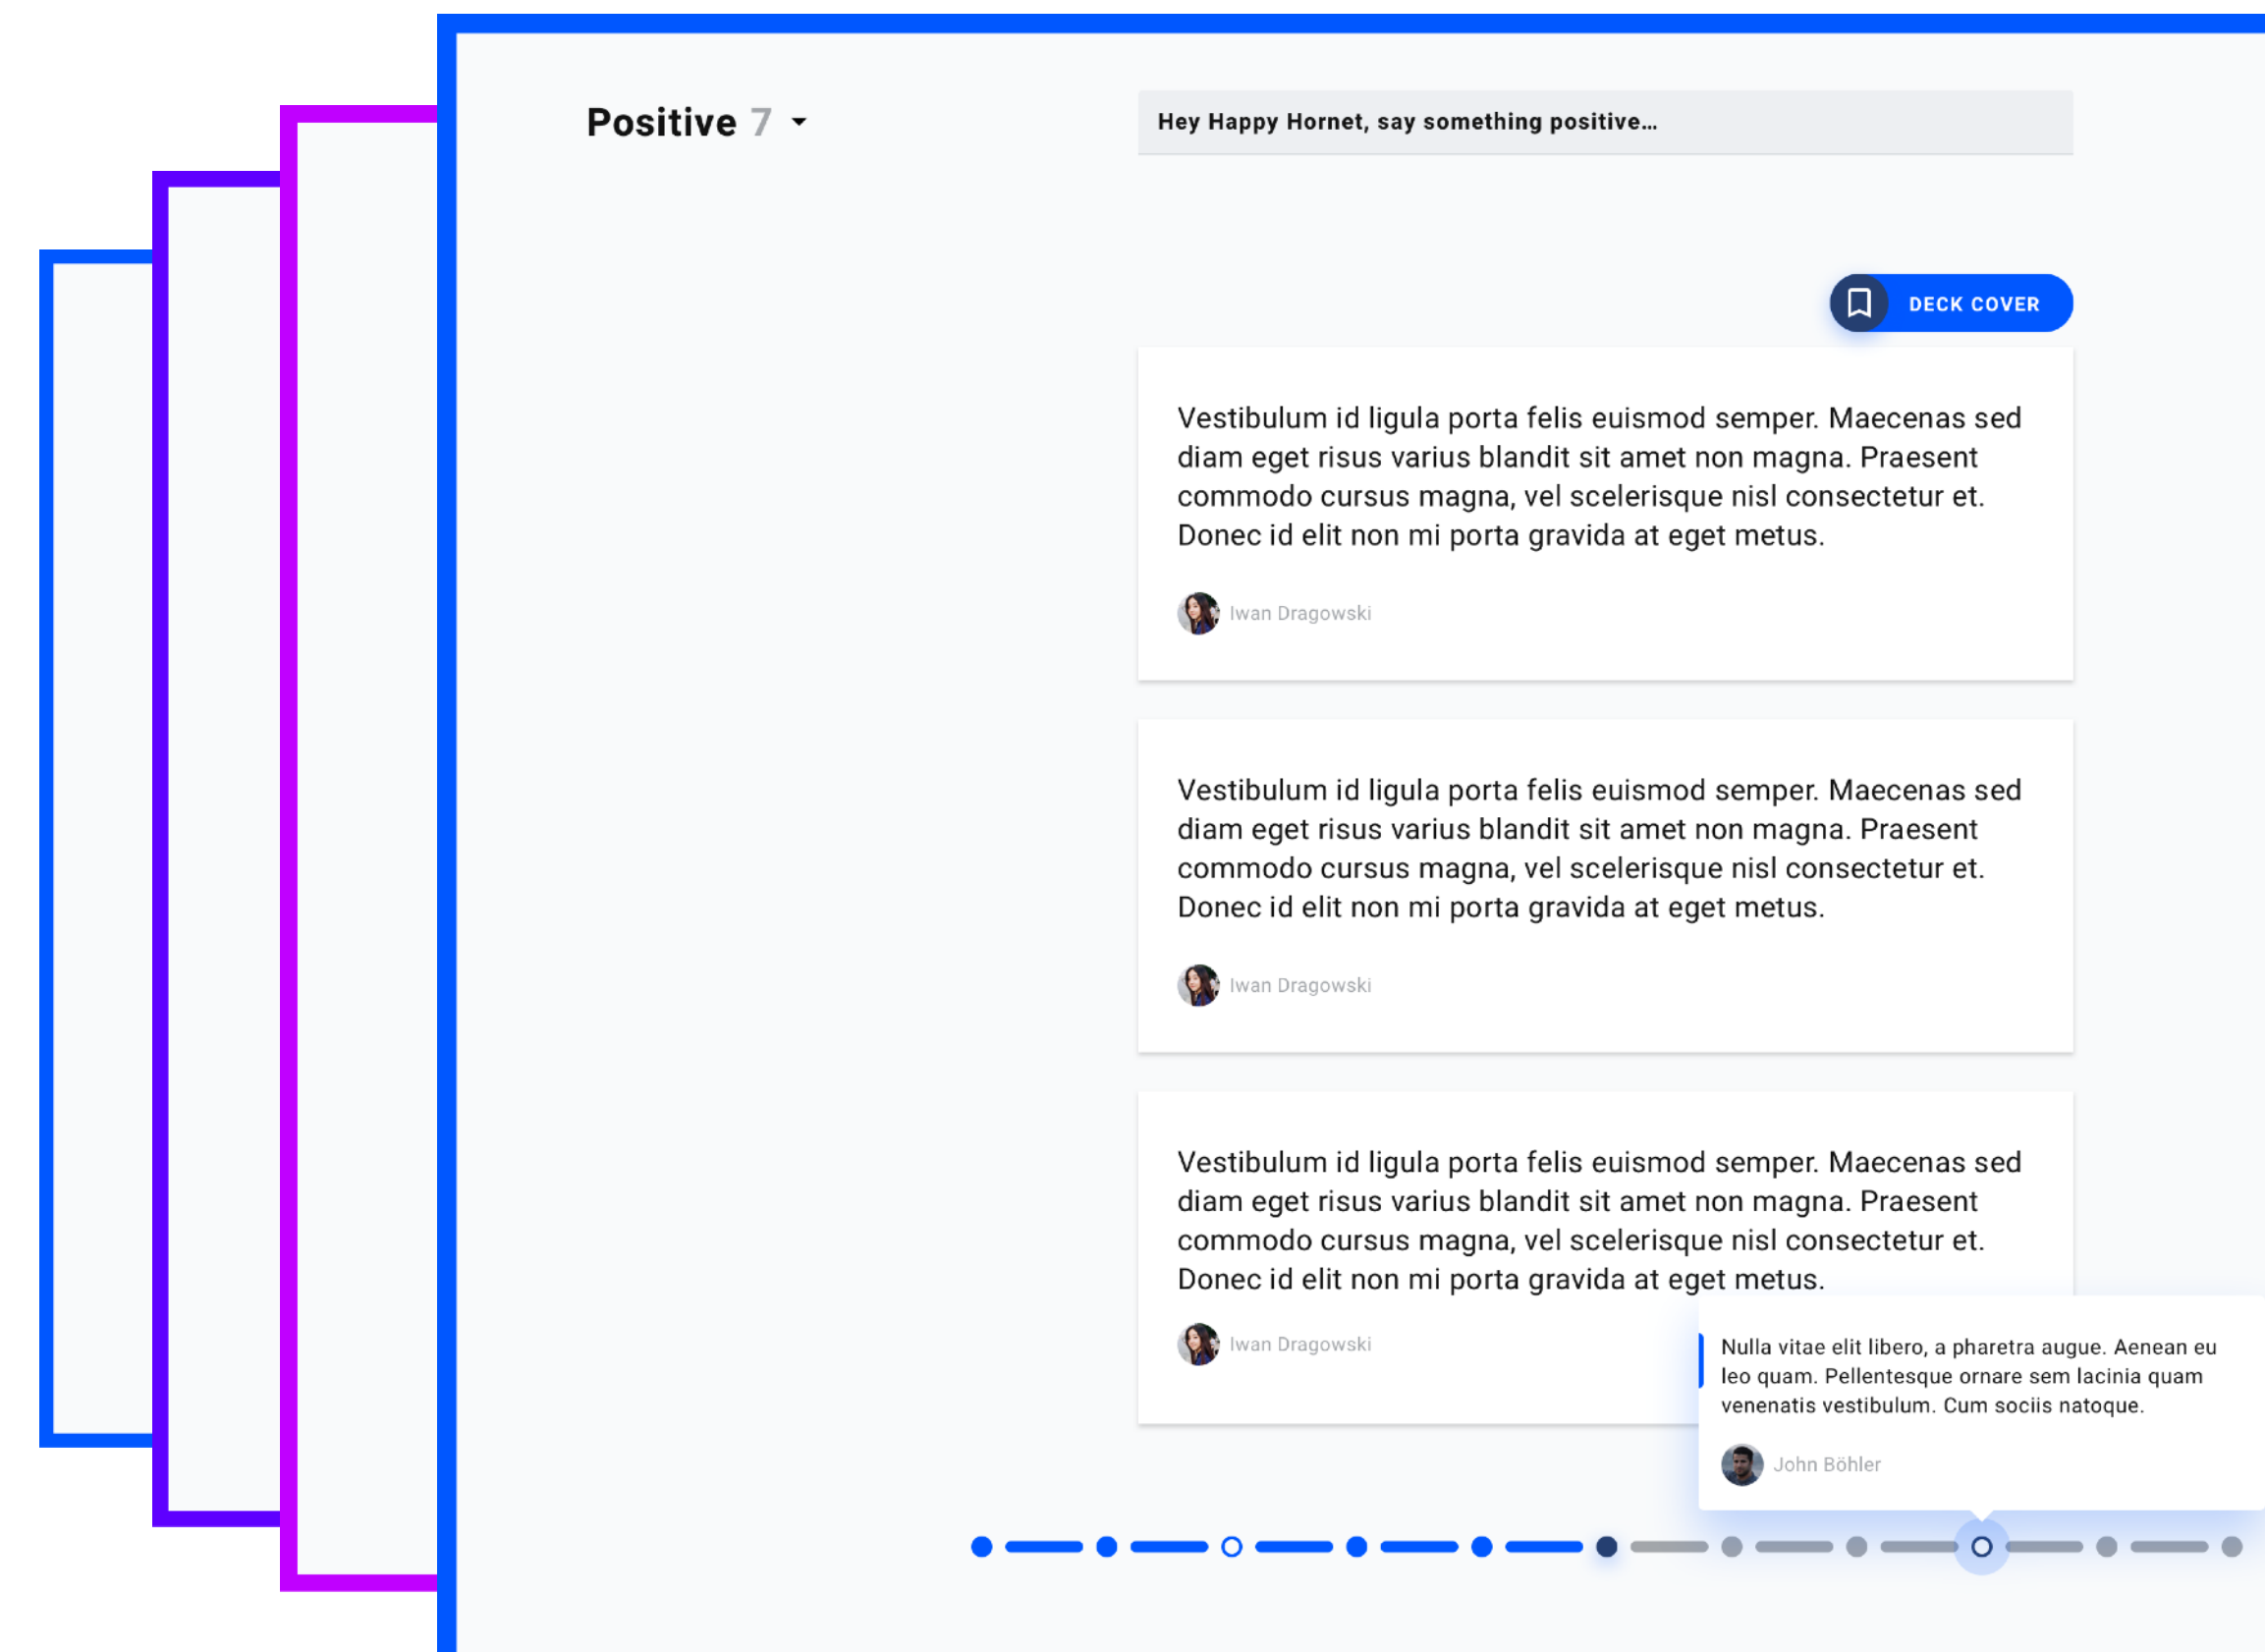 Positive 7
Hey Happy Hornet, say something positive…
DECK COVER
Vestibulum id ligula porta felis euismod semper. Maecenas sed
diam eget risus varius blandit sit amet non magna. Praesent
commodo cursus magna, vel scelerisque nisl consectetur et.
Donec id elit non mi porta gravida at eget metus.
Iwan Dragowski
Vestibulum id ligula porta felis euismod semper. Maecenas sed
diam eget risus varius blandit sit amet non magna. Praesent
commodo cursus magna, vel scelerisque nisl consectetur et.
Donec id elit non mi porta gravida at eget metus.
Iwan Dragowski
Vestibulum id ligula porta felis euismod semper. Maecenas sed
diam eget risus varius blandit sit amet non magna. Praesent
commodo cursus magna, vel scelerisque nisl consectetur et.
Donec id elit non mi porta gravida at eget metus.
Iwan Dragowski
Nulla vitae elit libero, a pharetra augue. Aenean eu
leo quam. Pellentesque ornare sem lacinia quam
venenatis vestibulum. Cum sociis natoque.
John Böhler